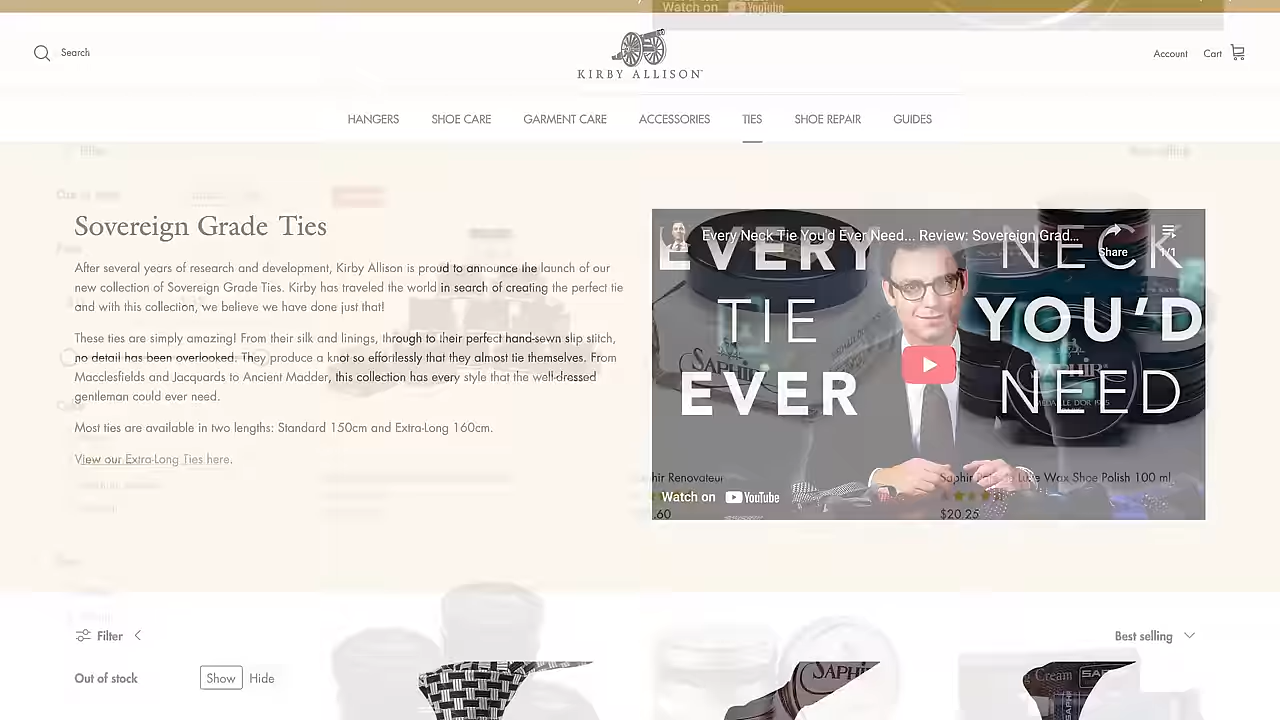 Watch on YouTube
Search
KIRBY ALLISON
Account Cart
HANGERS SHOE CARE GARMENT CARE ACCESSORIES TIES SHOE REPAIR GUIDES
Sovereign Grade Ties
After several years of research and development, Kirby Allison is proud to announce the launch of our
new collection of Sovereign Grade Ties. Kirby has traveled the world in search of creating the perfect tie
and with this collection, we believe we have done just that!
These ties are simply amazing! From their silk and linings, through to their perfect hand-sewn slip stitch,
no detail has been overlooked. They produce a knot so effortlessly that they almost tie themselves. From
Macclesfields and Jacquards to Ancient Madder, this collection has every style that the well-dressed
gentleman could ever need.
Most ties are available in two lengths: Standard 150cm and Extra-Long 160cm.
View our Extra-Long Ties here.
Every Neck Tie You'd Ever Need... Review: Sovereign Grad...
Share
1/1
EVERY NECK
TIE YOU'D
EVER NEED
SAPHIR
MEDAILLE D'OR 1925
hir Renovateur
Wax Shoe Polish 100 ml
Watch on YouTube
.60
$20.25
Filter
Best selling
Out of stock Show Hide
SAPHIR
Cream